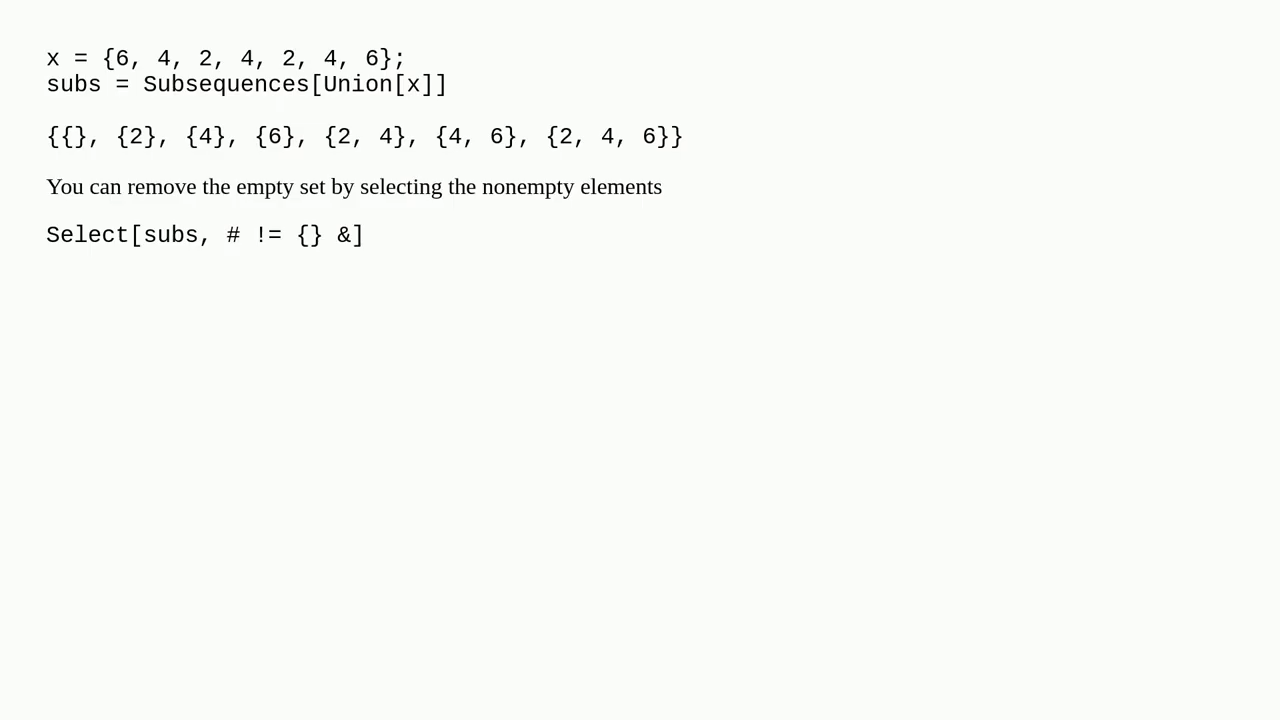 x = {6, 4, 2, 4, 2, 4, 6};
subs = Subsequences[Union[x]]
{{}, {2}, {4}, {6}, {2, 4}, {4, 6}, {2, 4, 6}}
You can remove the empty set by selecting the nonempty elements
Select[subs, # != {} &]